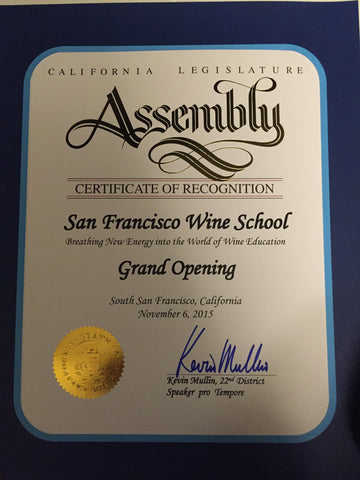 CALIFORNIA LEGISLATURE
Assembly
CERTIFICATE OF RECOGNITION
San Francisco Wine School
Breathing New Energy into the World of Wine Education
Grand Opening
South San Francisco, California
November 6, 2015
Kevin Mullin
Kevin Mullin, 22nd District
Speaker pro Tempore